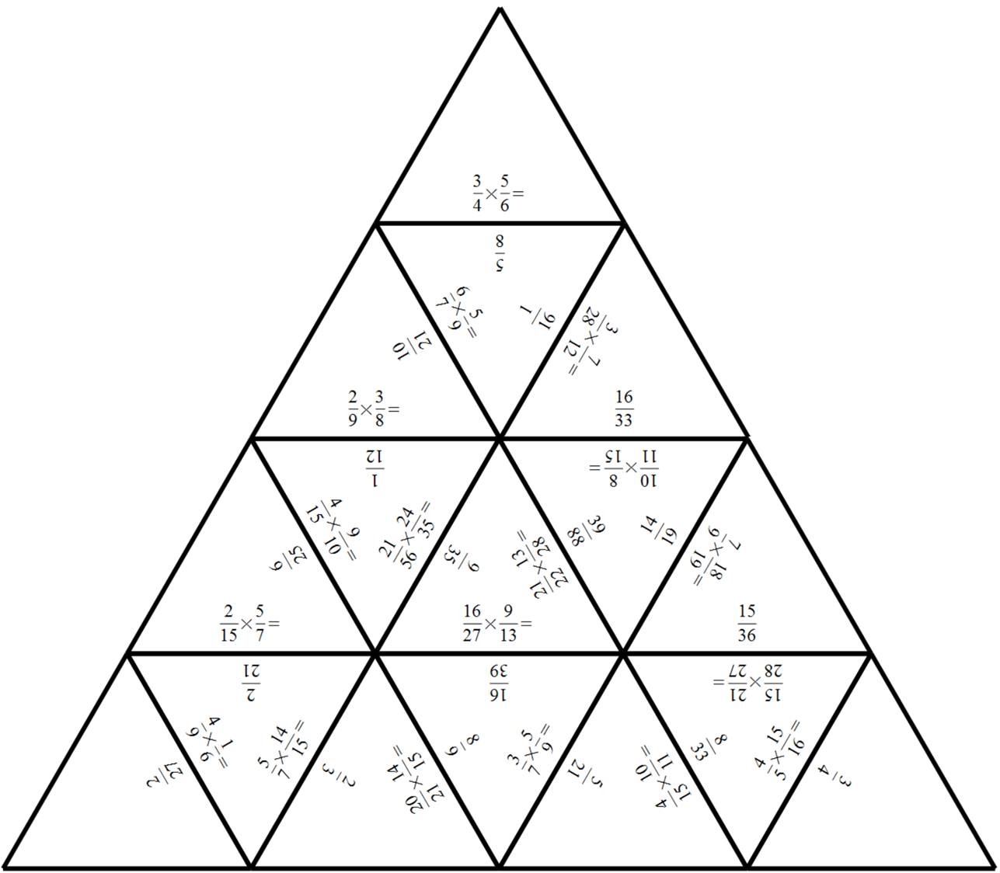 3/4 × 5/6 =
5/8
6/7 × 5/9 =
1/16
3/28 × 7/12 =
10/21
2/9 × 3/8 =
16/33
1/12
10/11 × 8/15 =
4/15 × 9/10 =
21/56 × 24/35 =
9/35
21/22 × 13/28 =
39/88
14/19
7/9 × 18/19 =
6/25
2/15 × 5/7 =
16/27 × 9/13 =
15/36
2/21
16/39
15/28 × 21/27 =
4/9 × 1/6 =
5/7 × 14/15 =
8/9
3/7 × 5/9 =
8/33
4/5 × 15/16 =
2/27
2/3
20/21 × 14/15 =
5/21
4/15 × 10/11 =
3/4